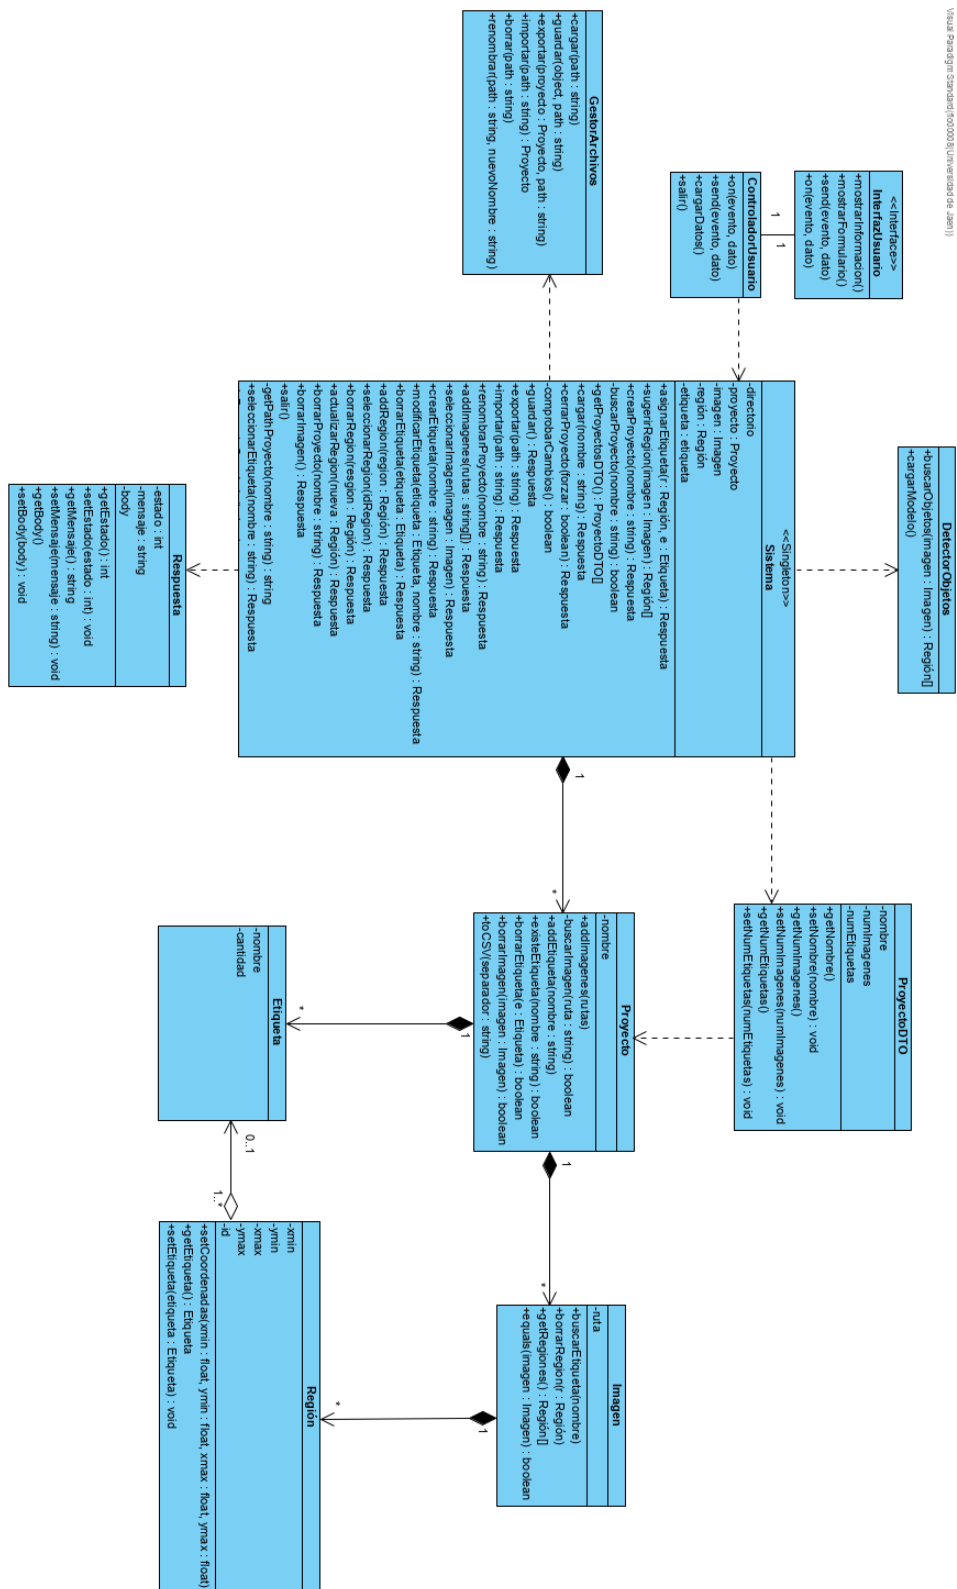 Visual Paradigm Standard(fic00008(Universidad de Jaen))
<<Interface>>
InterfazUsuario
+mostrarInformacion()
+mostrarFormulario()
+send(evento, dato)
+on(evento, dato)
1
1
ControladorUsuario
+on(evento, dato)
+send(evento, dato)
+cargarDatos()
+salir()
GestorArchivos
+cargar(path : string)
+guardar(object, path : string)
+exportar(proyecto : Proyecto, path : string)
+importar(path : string) : Proyecto
+borrar(path : string)
+renombrar(path : string, nuevoNombre : string)
DetectorObjetos
+buscarObjetos(imagen : Imagen) : Región[]
+cargarModelo()
<<Singleton>>
Sistema
-directorio
-proyecto : Proyecto
-imagen : Imagen
-región : Región
-etiqueta : etiqueta
+asignarEtiqueta(r : Región, e : Etiqueta) : Respuesta
+sugerirRegion(imagen : Imagen) : Región[]
+crearProyecto(nombre : string) : Respuesta
-buscarProyecto(nombre : string) : boolean
+getProyectosDTO() : ProyectoDTO[]
+cargar(nombre : string) : Respuesta
+cerrarProyecto(forzar : boolean) : Respuesta
-comprobarCambios() : boolean
+guardar() : Respuesta
+exportar(path : string) : Respuesta
+importar(path : string) : Respuesta
+renombrarProyecto(nombre : string) : Respuesta
+addImagenes(rutas : string[]) : Respuesta
+seleccionarImagen(imagen : Imagen) : Respuesta
+crearEtiqueta(nombre : string) : Respuesta
+modificarEtiqueta(etiqueta : Etiqueta, nombre : string) : Respuesta
+borrarEtiqueta(etiqueta : Etiqueta) : Respuesta
+addRegion(region : Región) : Respuesta
+seleccionarRegion(idRegion) : Respuesta
+borrarRegion(resgion : Región) : Respuesta
+actualizarRegion(nueva : Región) : Respuesta
+borrarProyecto(nombre : string) : Respuesta
+borrarImagen() : Respuesta
+salir()
-getPathProyecto(nombre : string) : string
+seleccionarEtiqueta(nombre : string) : Respuesta
Respuesta
-estado : int
-mensaje : string
-body
+getEstado() : int
+setEstado(estado : int) : void
+getMensaje() : string
+setMensaje(mensaje : string) : void
+getBody()
+setBody(body) : void
1
*
ProyectoDTO
-nombre
-numImagenes
-numEtiquetas
+getNombre()
+setNombre(nombre) : void
+getNumImagenes()
+setNumImagenes(numImagenes) : void
+getNumEtiquetas()
+setNumEtiquetas(numEtiquetas) : void
Proyecto
-nombre
+addImagenes(rutas)
-buscarImagen(ruta : string) : boolean
+addEtiqueta(nombre : string)
+existeEtiqueta(nombre : string) : boolean
+borrarEtiqueta(e : Etiqueta) : boolean
+borrarImagen(imagen : Imagen) : boolean
+toCSV(separador : string)
1
*
Etiqueta
-nombre
-cantidad
1
*
0..1
1..*
Imagen
-ruta
+buscarEtiqueta(nombre)
+borrarRegion(r : Región)
+getRegiones() : Región[]
+equals(imagen : Imagen) : boolean
1
*
Región
-xmin
-ymin
-xmax
-ymax
-id
+setCoordenadas(xmin : float, ymin : float, xmax : float, ymax : float)
+getEtiqueta() : Etiqueta
+setEtiqueta(etiqueta : Etiqueta) : void